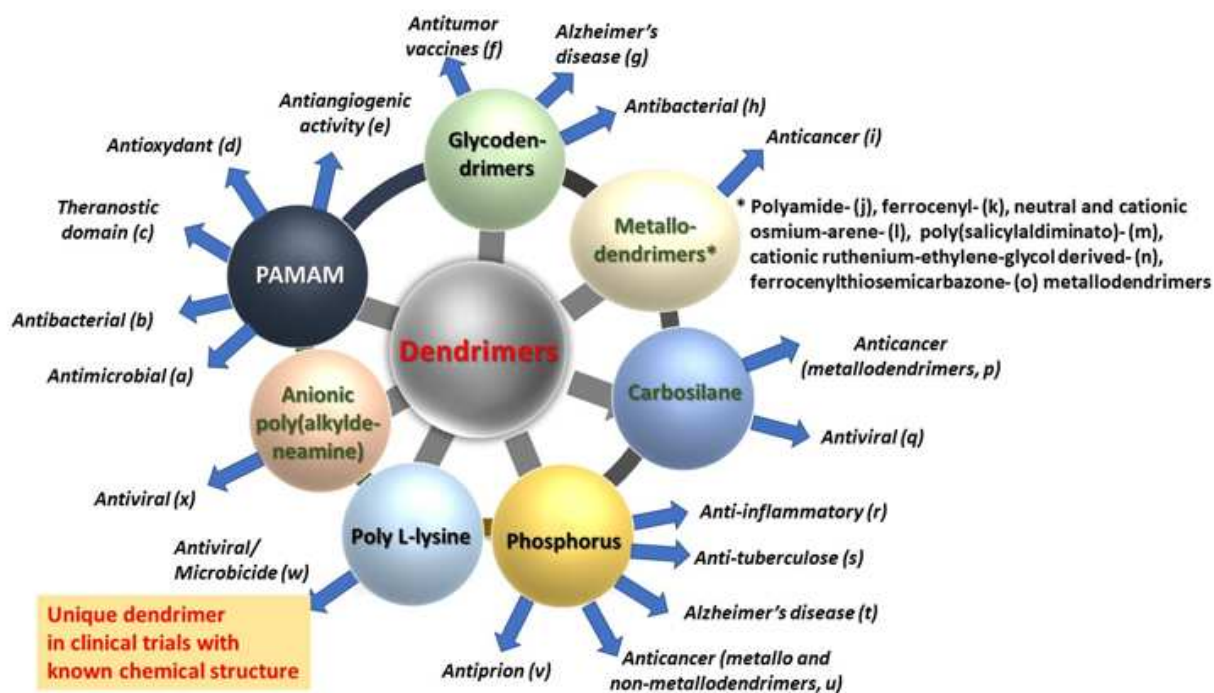 Antitumor
vaccines (f)
Alzheimer's
disease (g)
Antiangiogenic
activity (e)
Antibacterial (h)
Antioxydant (d)
Anticancer (i)
Theranostic
domain (c)
Antibacterial (b)
Antimicrobial (a)
Glycoden-
drimers
Metallo-
dendrimers*
* Polyamide- (j), ferrocenyl- (k), neutral and cationic
osmium-arene- (l), poly(salicylaldiminato)- (m),
cationic ruthenium-ethylene-glycol derived- (n),
ferrocenylthiosemicarbazone- (o) metallodendrimers
PAMAM
Dendrimers
Carbosilane
Anticancer
(metallodendrimers, p)
Antiviral (q)
Anionic
poly(alkylde-
neamine)
Antiviral (x)
Poly L-lysine
Antiviral/
Microbicide (w)
Phosphorus
Anti-inflammatory (r)
Anti-tuberculose (s)
Alzheimer's disease (t)
Anticancer (metallo and
non-metallodendrimers, u)
Antiprion (v)
Unique dendrimer
in clinical trials with
known chemical structure